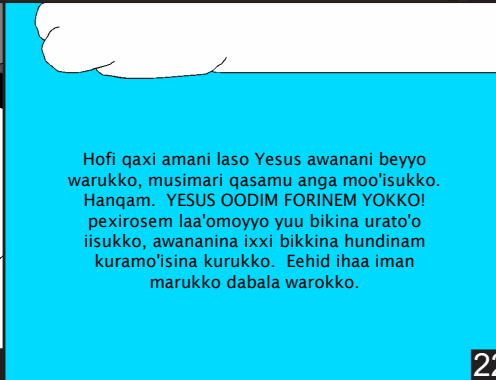 Hofi qaxi amani laso Yesus awanani beyyo
warukko, musimari qasamu anga moo'isukko.
Hanqam.  YESUS OODIM FORINEM YOKKO!
pexirosem laa'omoyyo yuu bikina urato'o
iisukko, awananina ixxi bikkina hundinam
kuramo'isina kurukko.  Eehid ihaa iman
marukko dabala warokko.